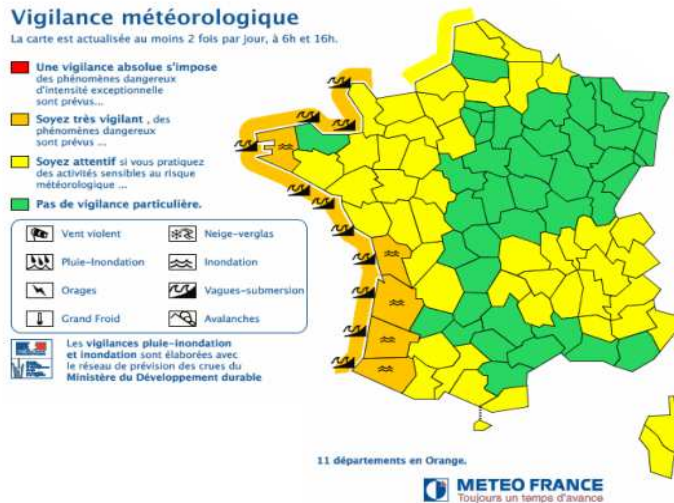 Vigilance météorologique
La carte est actualisée au moins 2 fois par jour, à 6h et 16h.
Une vigilance absolue s'impose
des phénomènes dangereux
d'intensité exceptionnelle
sont prévus...
Soyez très vigilant , des
phénomènes dangereux
sont prévus ...
Soyez attentif si vous pratiquez
des activités sensibles au risque
météorologique ...
Pas de vigilance particulière.
Vent violent
Neige-verglas
Pluie-Inondation
Inondation
Orages
Vagues-submersion
Grand Froid
Avalanches
Les vigilances pluie-inondation
et inondation sont élaborées avec
le réseau de prévision des crues du
Ministère du Développement durable
11 départements en Orange.
METEO FRANCE
Toujours un temps d'avance